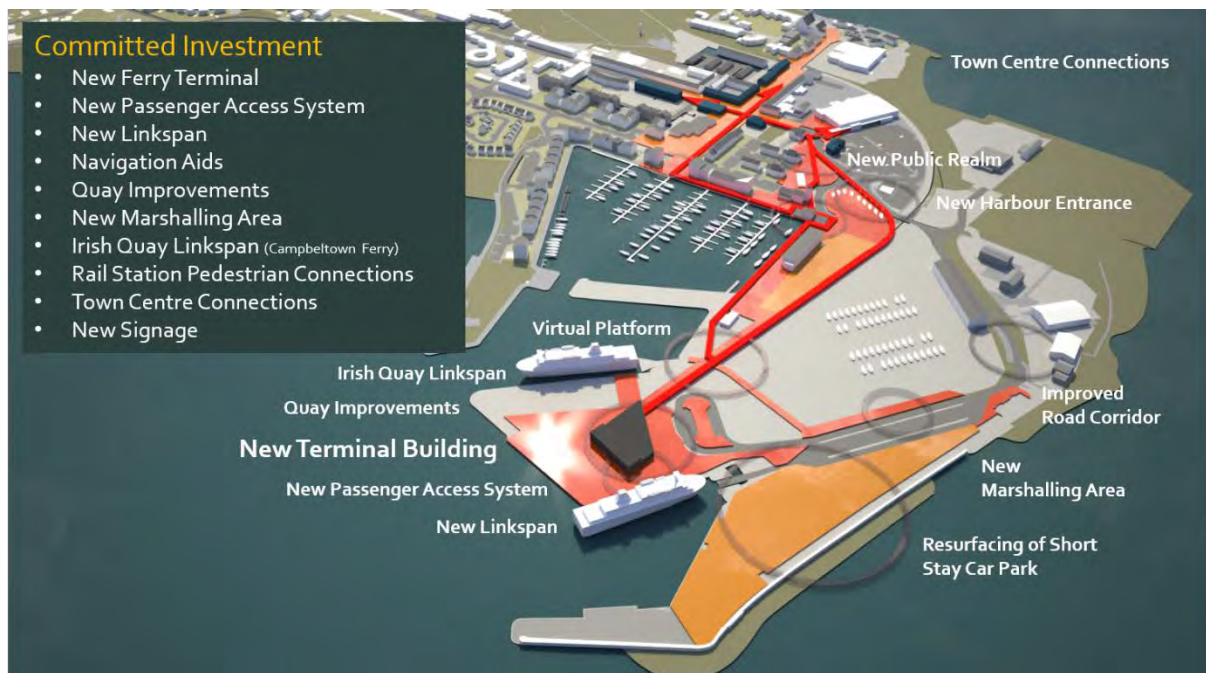 Committed Investment
• New Ferry Terminal
• New Passenger Access System
• New Linkspan
• Navigation Aids
• Quay Improvements
• New Marshalling Area
• Irish Quay Linkspan (Campbeltown Ferry)
• Rail Station Pedestrian Connections
• Town Centre Connections
• New Signage
Town Centre Connections
New Public Realm
New Harbour Entrance
Virtual Platform
Irish Quay Linkspan
Quay Improvements
New Terminal Building
New Passenger Access System
New Linkspan
Improved
Road Corridor
New
Marshalling Area
Resurfacing of Short
Stay Car Park